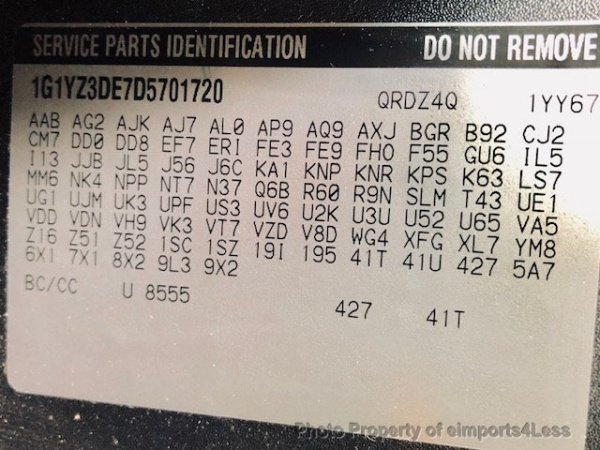 SERVICE PARTS IDENTIFICATION DO NOT REMOVE
1G1YZ3DE7D5701720 QRDZ4Q 1YY67
AAB AG2 AJK AJ7 AL0 AP9 AQ9 AXJ BGR B92 CJ2
CM7 DD0 DD8 EF7 ERI FE3 FE9 FHO F55 GU6 IL5
I13 JJB JL5 J56 J6C KA1 KNP KNR KPS K63 LS7
MM6 NK4 NPP NT7 N37 Q6B R60 R9N SLM T43 UE1
UG1 UJM UK3 UPF US3 UV6 U2K U3U U52 U65 VA5
VDD VDN VH9 VK3 VT7 VZD V8D WG4 XFG XL7 YM8
Z16 Z51 Z52 1SC 1SZ 19I 195 41T 41U 427 5A7
6X1 7X1 8X2 9L3 9X2
BC/CC U 8555 427 41T
Photo Property of eImports4Less